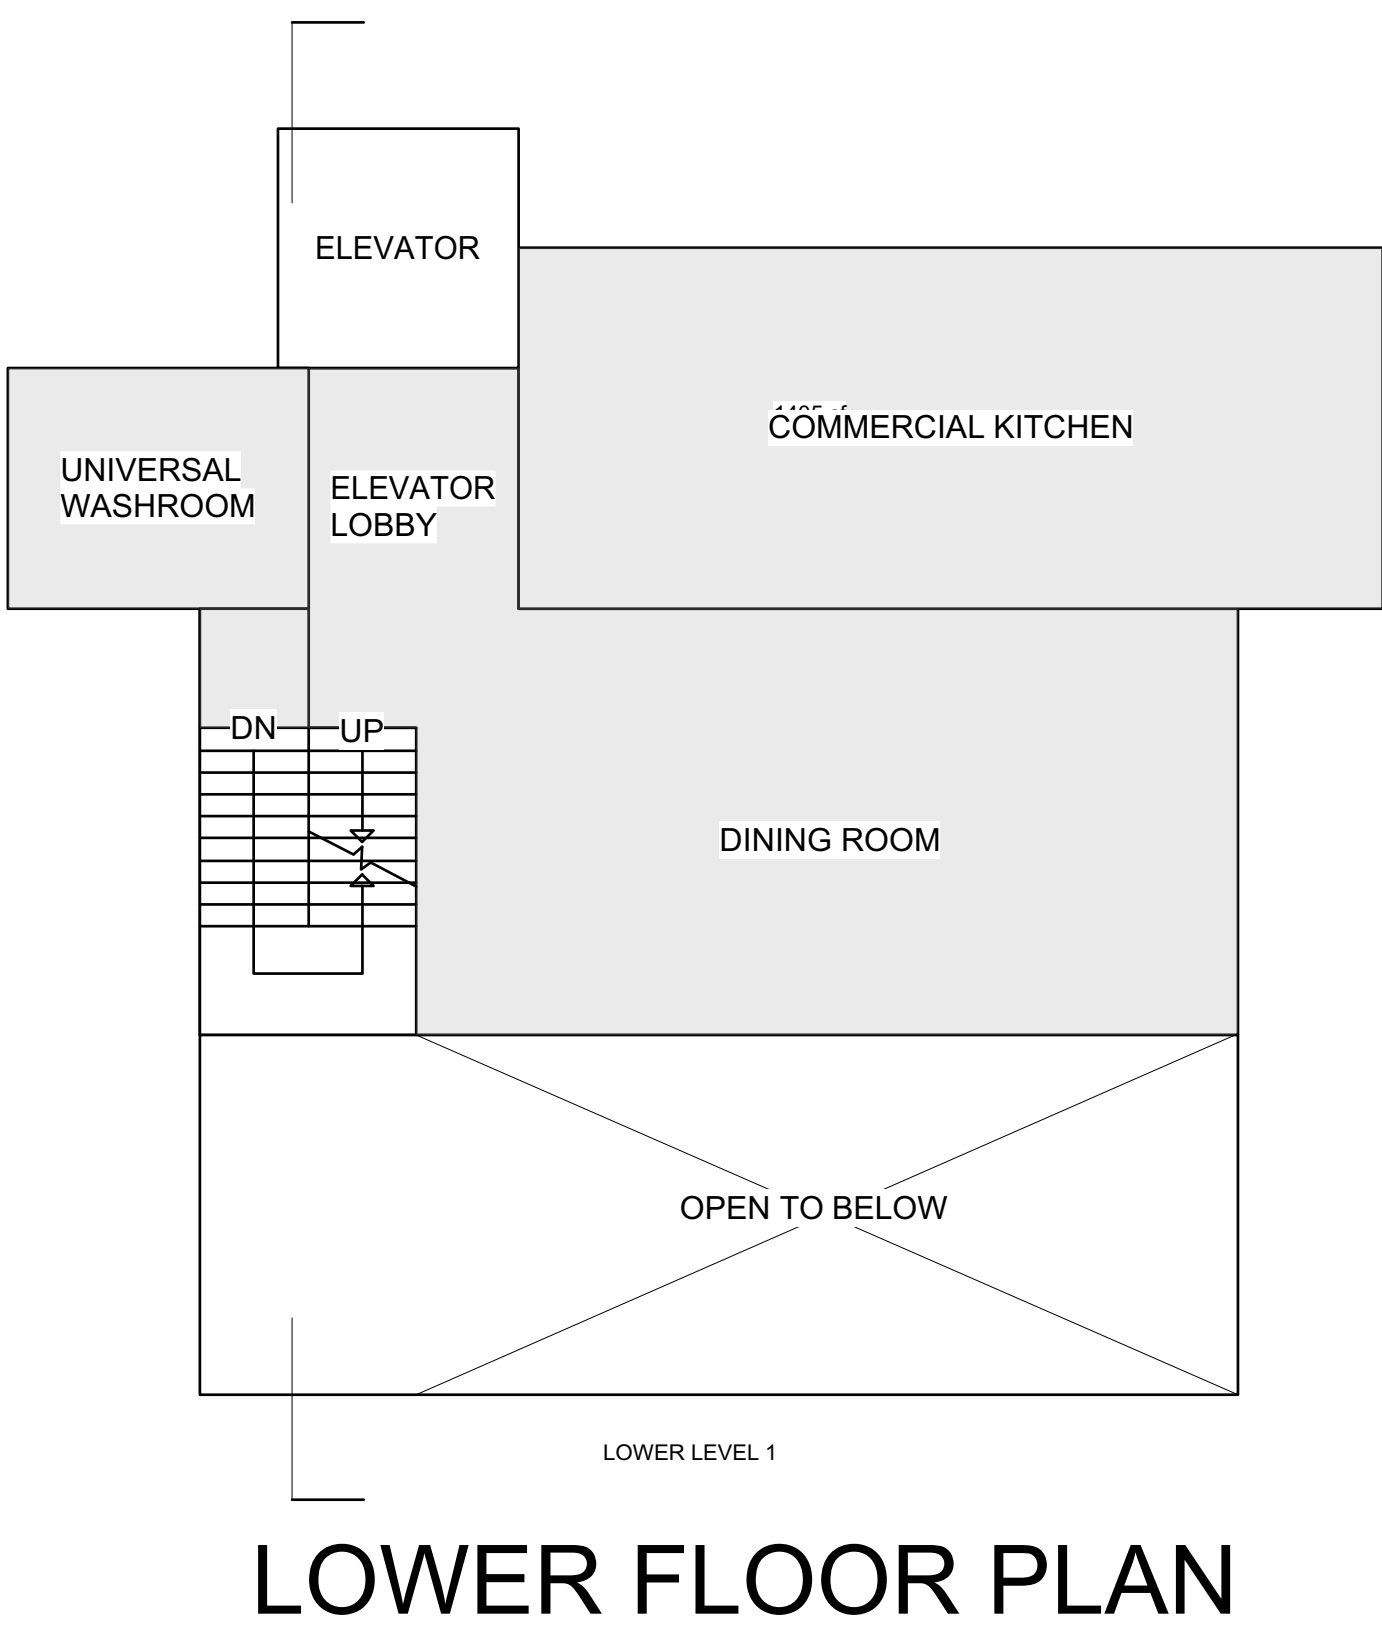 ELEVATOR
COMMERCIAL KITCHEN
UNIVERSAL
WASHROOM
ELEVATOR
LOBBY
DN
UP
DINING ROOM
OPEN TO BELOW
LOWER LEVEL 1
LOWER FLOOR PLAN